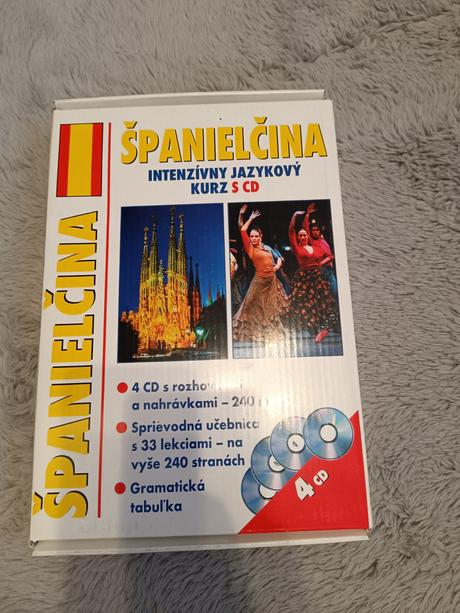 ŠPANIELČINA
INTENZÍVNY JAZYKOVÝ
KURZ S CD
ŠPANIELČINA
4 CD s
a nahrávkami – 240
Sprievodná učebnica
s 33 lekciami – na
vyše 240 stranách
Gramatická
tabuľka
4 CD